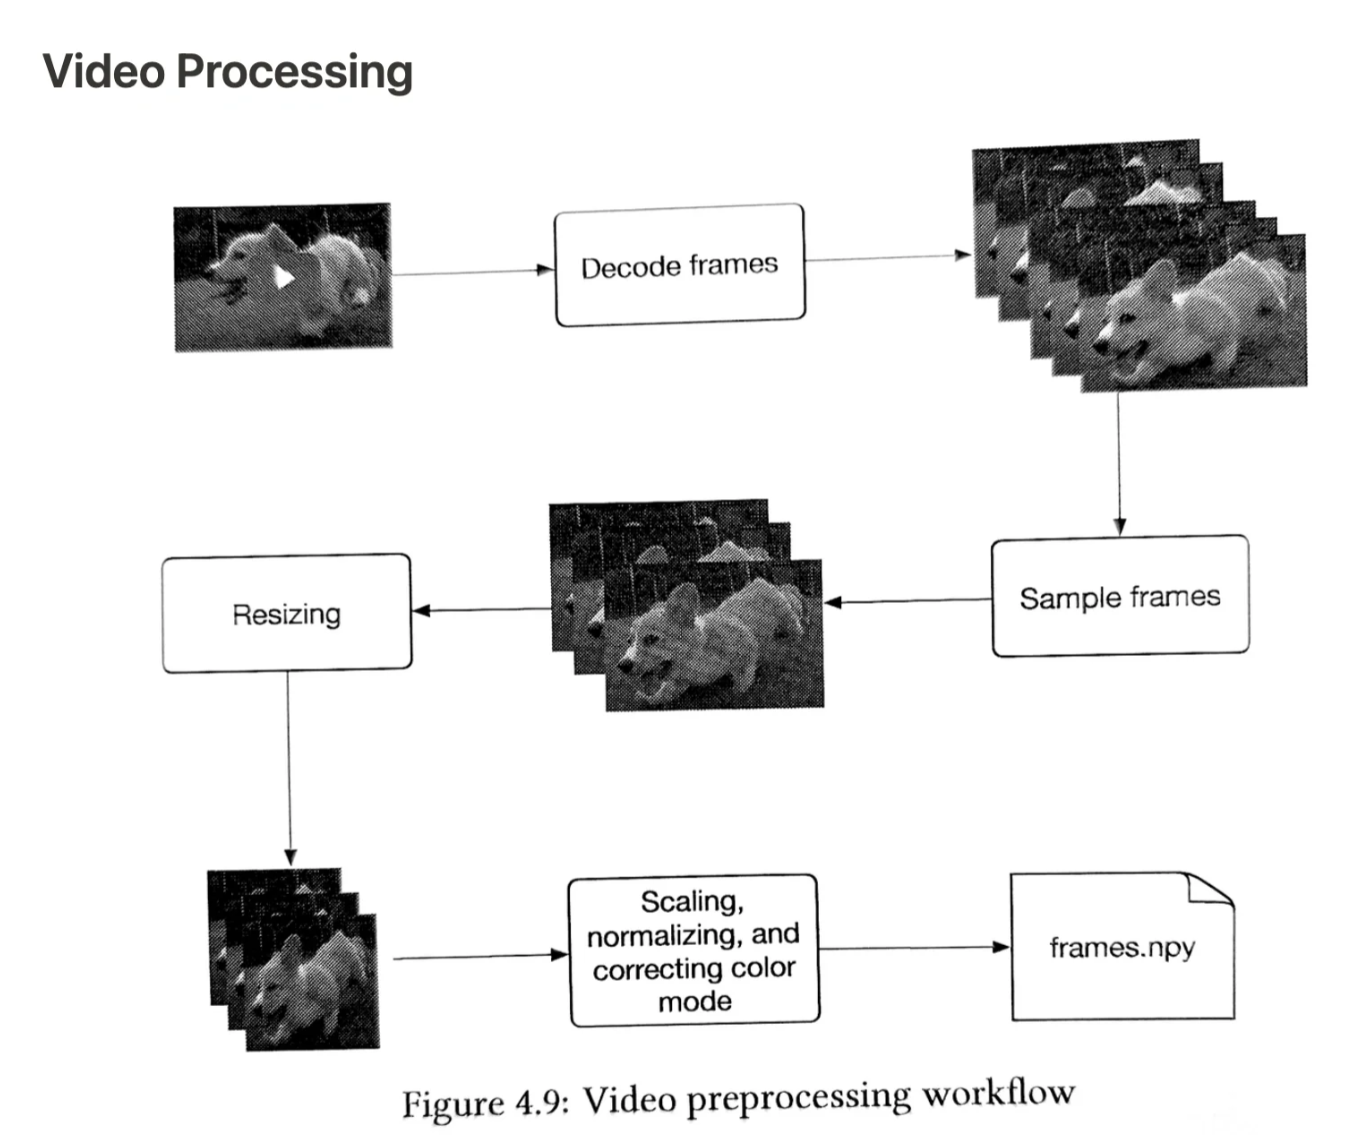 Video Processing
Decode frames
Sample frames
Resizing
Scaling,
normalizing, and
correcting color
mode
frames.npy
Figure 4.9: Video preprocessing workflow